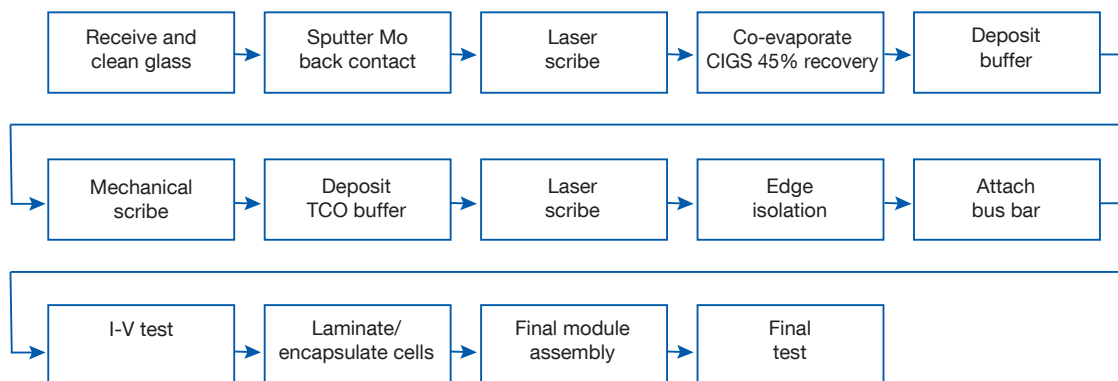 Receive and
clean glass
Sputter Mo
back contact
Laser
scribe
Co-evaporate
CIGS 45% recovery
Deposit
buffer
Mechanical
scribe
Deposit
TCO buffer
Laser
scribe
Edge
isolation
Attach
bus bar
I-V test
Laminate/
encapsulate cells
Final module
assembly
Final
test